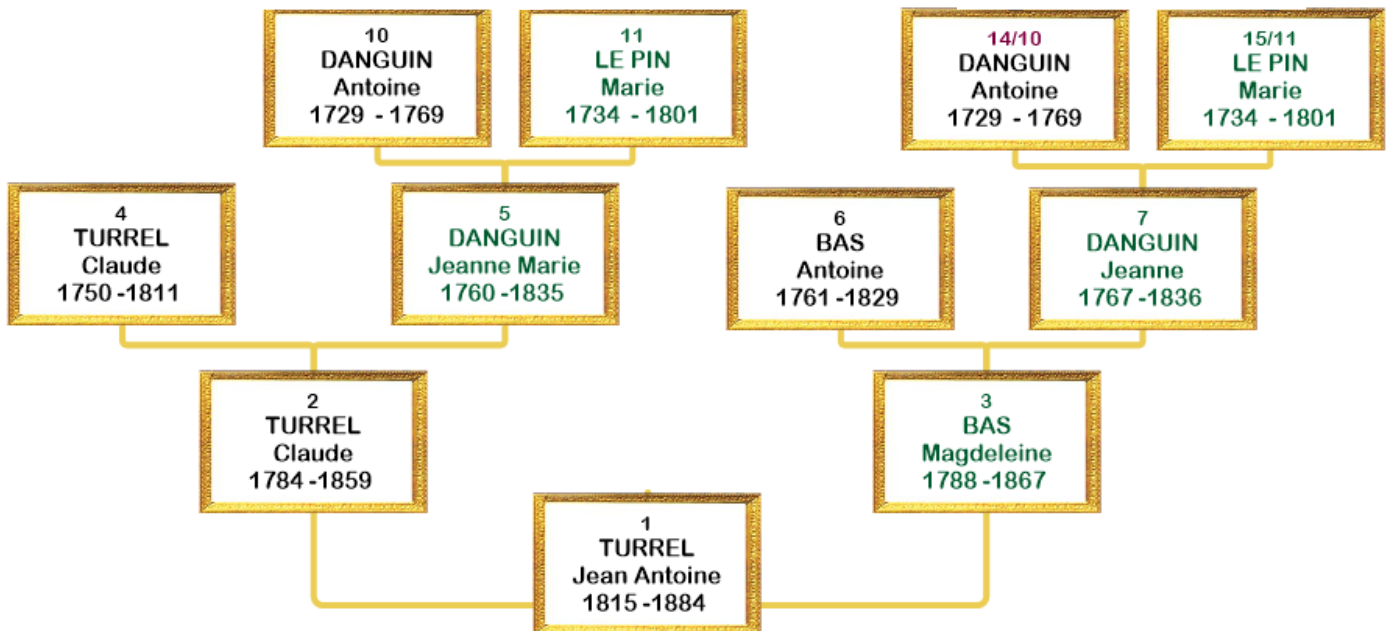 10
DANGUIN
Antoine
1729 - 1769
11
LE PIN
Marie
1734 - 1801
14/10
DANGUIN
Antoine
1729 - 1769
15/11
LE PIN
Marie
1734 - 1801
4
TURREL
Claude
1750 -1811
5
DANGUIN
Jeanne Marie
1760 -1835
6
BAS
Antoine
1761 -1829
7
DANGUIN
Jeanne
1767 -1836
2
TURREL
Claude
1784 -1859
3
BAS
Magdeleine
1788 -1867
1
TURREL
Jean Antoine
1815 -1884